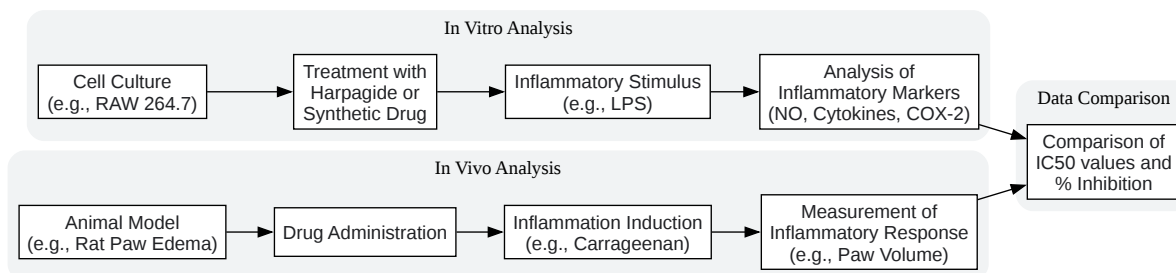 In Vitro Analysis
Cell Culture
(e.g., RAW 264.7)
Treatment with
Harpagide or
Synthetic Drug
Inflammatory Stimulus
(e.g., LPS)
Analysis of
Inflammatory Markers
(NO, Cytokines, COX-2)
In Vivo Analysis
Animal Model
(e.g., Rat Paw Edema)
Drug Administration
Inflammation Induction
(e.g., Carrageenan)
Measurement of
Inflammatory Response
(e.g., Paw Volume)
Data Comparison
Comparison of
IC50 values and
% Inhibition